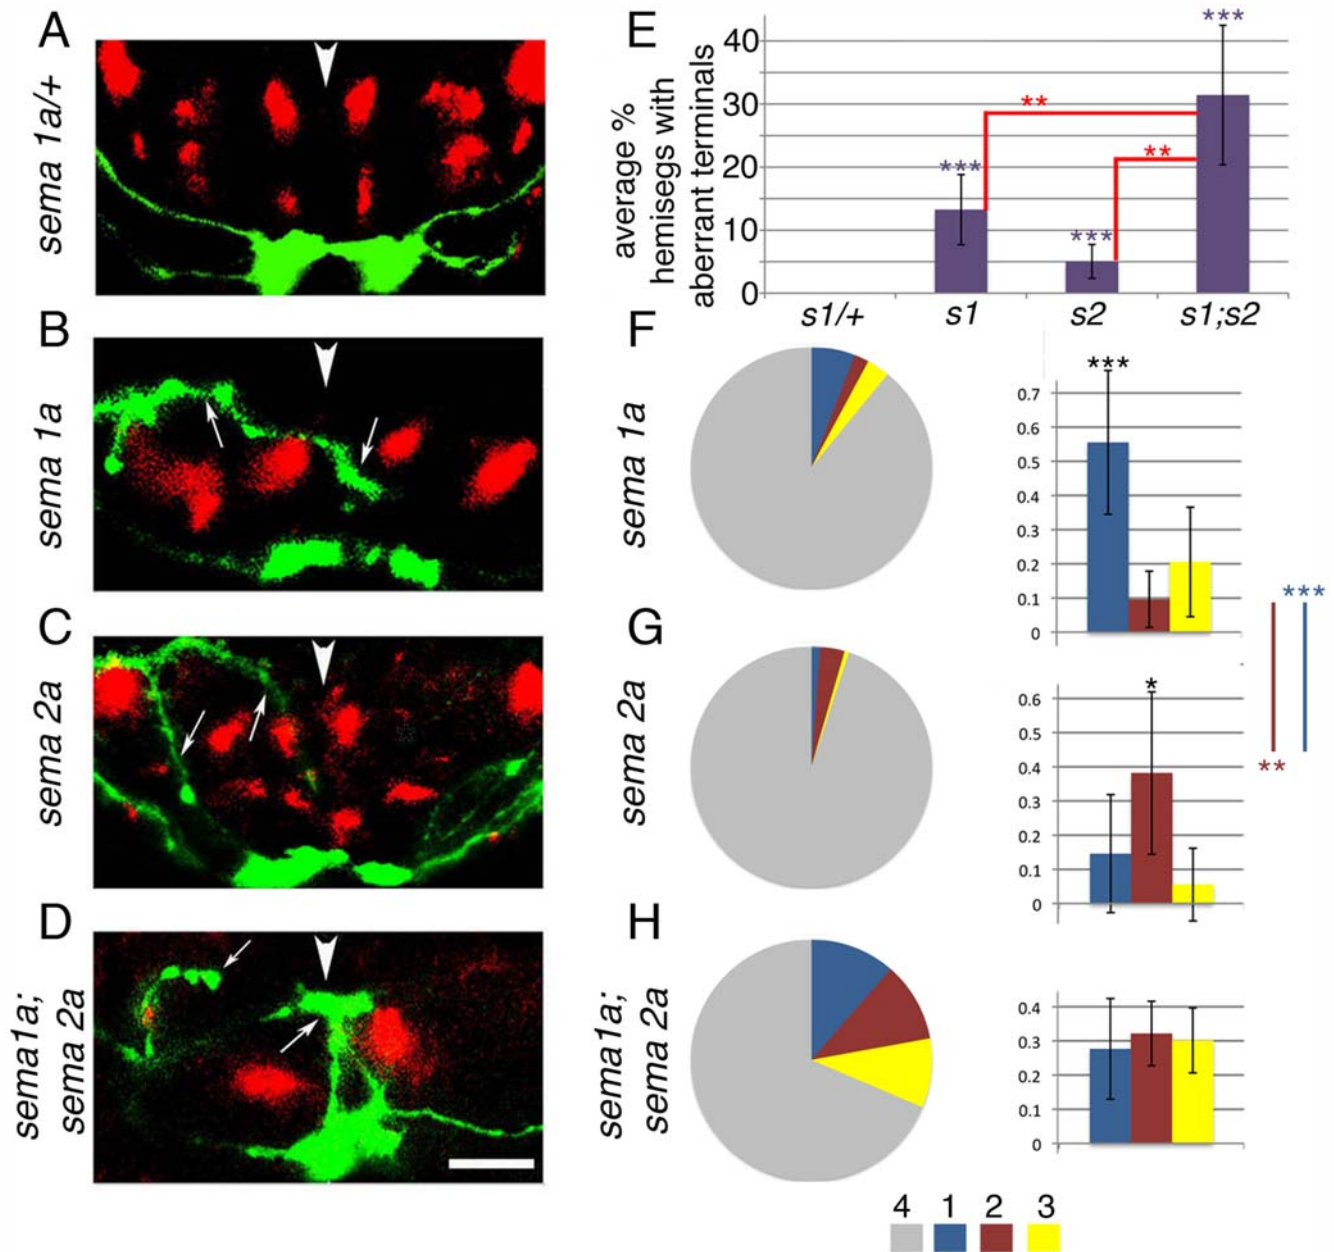 A
sema 1a/+
B
sema 1a
C
sema 2a
D
sema1a;
sema 2a
E
average %
hemisegs with
aberrant terminals
40
30
20
10
0
***
***
***
**
**
s1/+ s1 s2 s1;s2
F
sema 1a
***
0.7
0.6
0.5
0.4
0.3
0.2
0.1
0
G
sema 2a
*
0.6
0.5
0.4
0.3
0.2
0.1
0
***
**
H
sema1a;
sema 2a
0.4
0.3
0.2
0.1
0
4 1 2 3